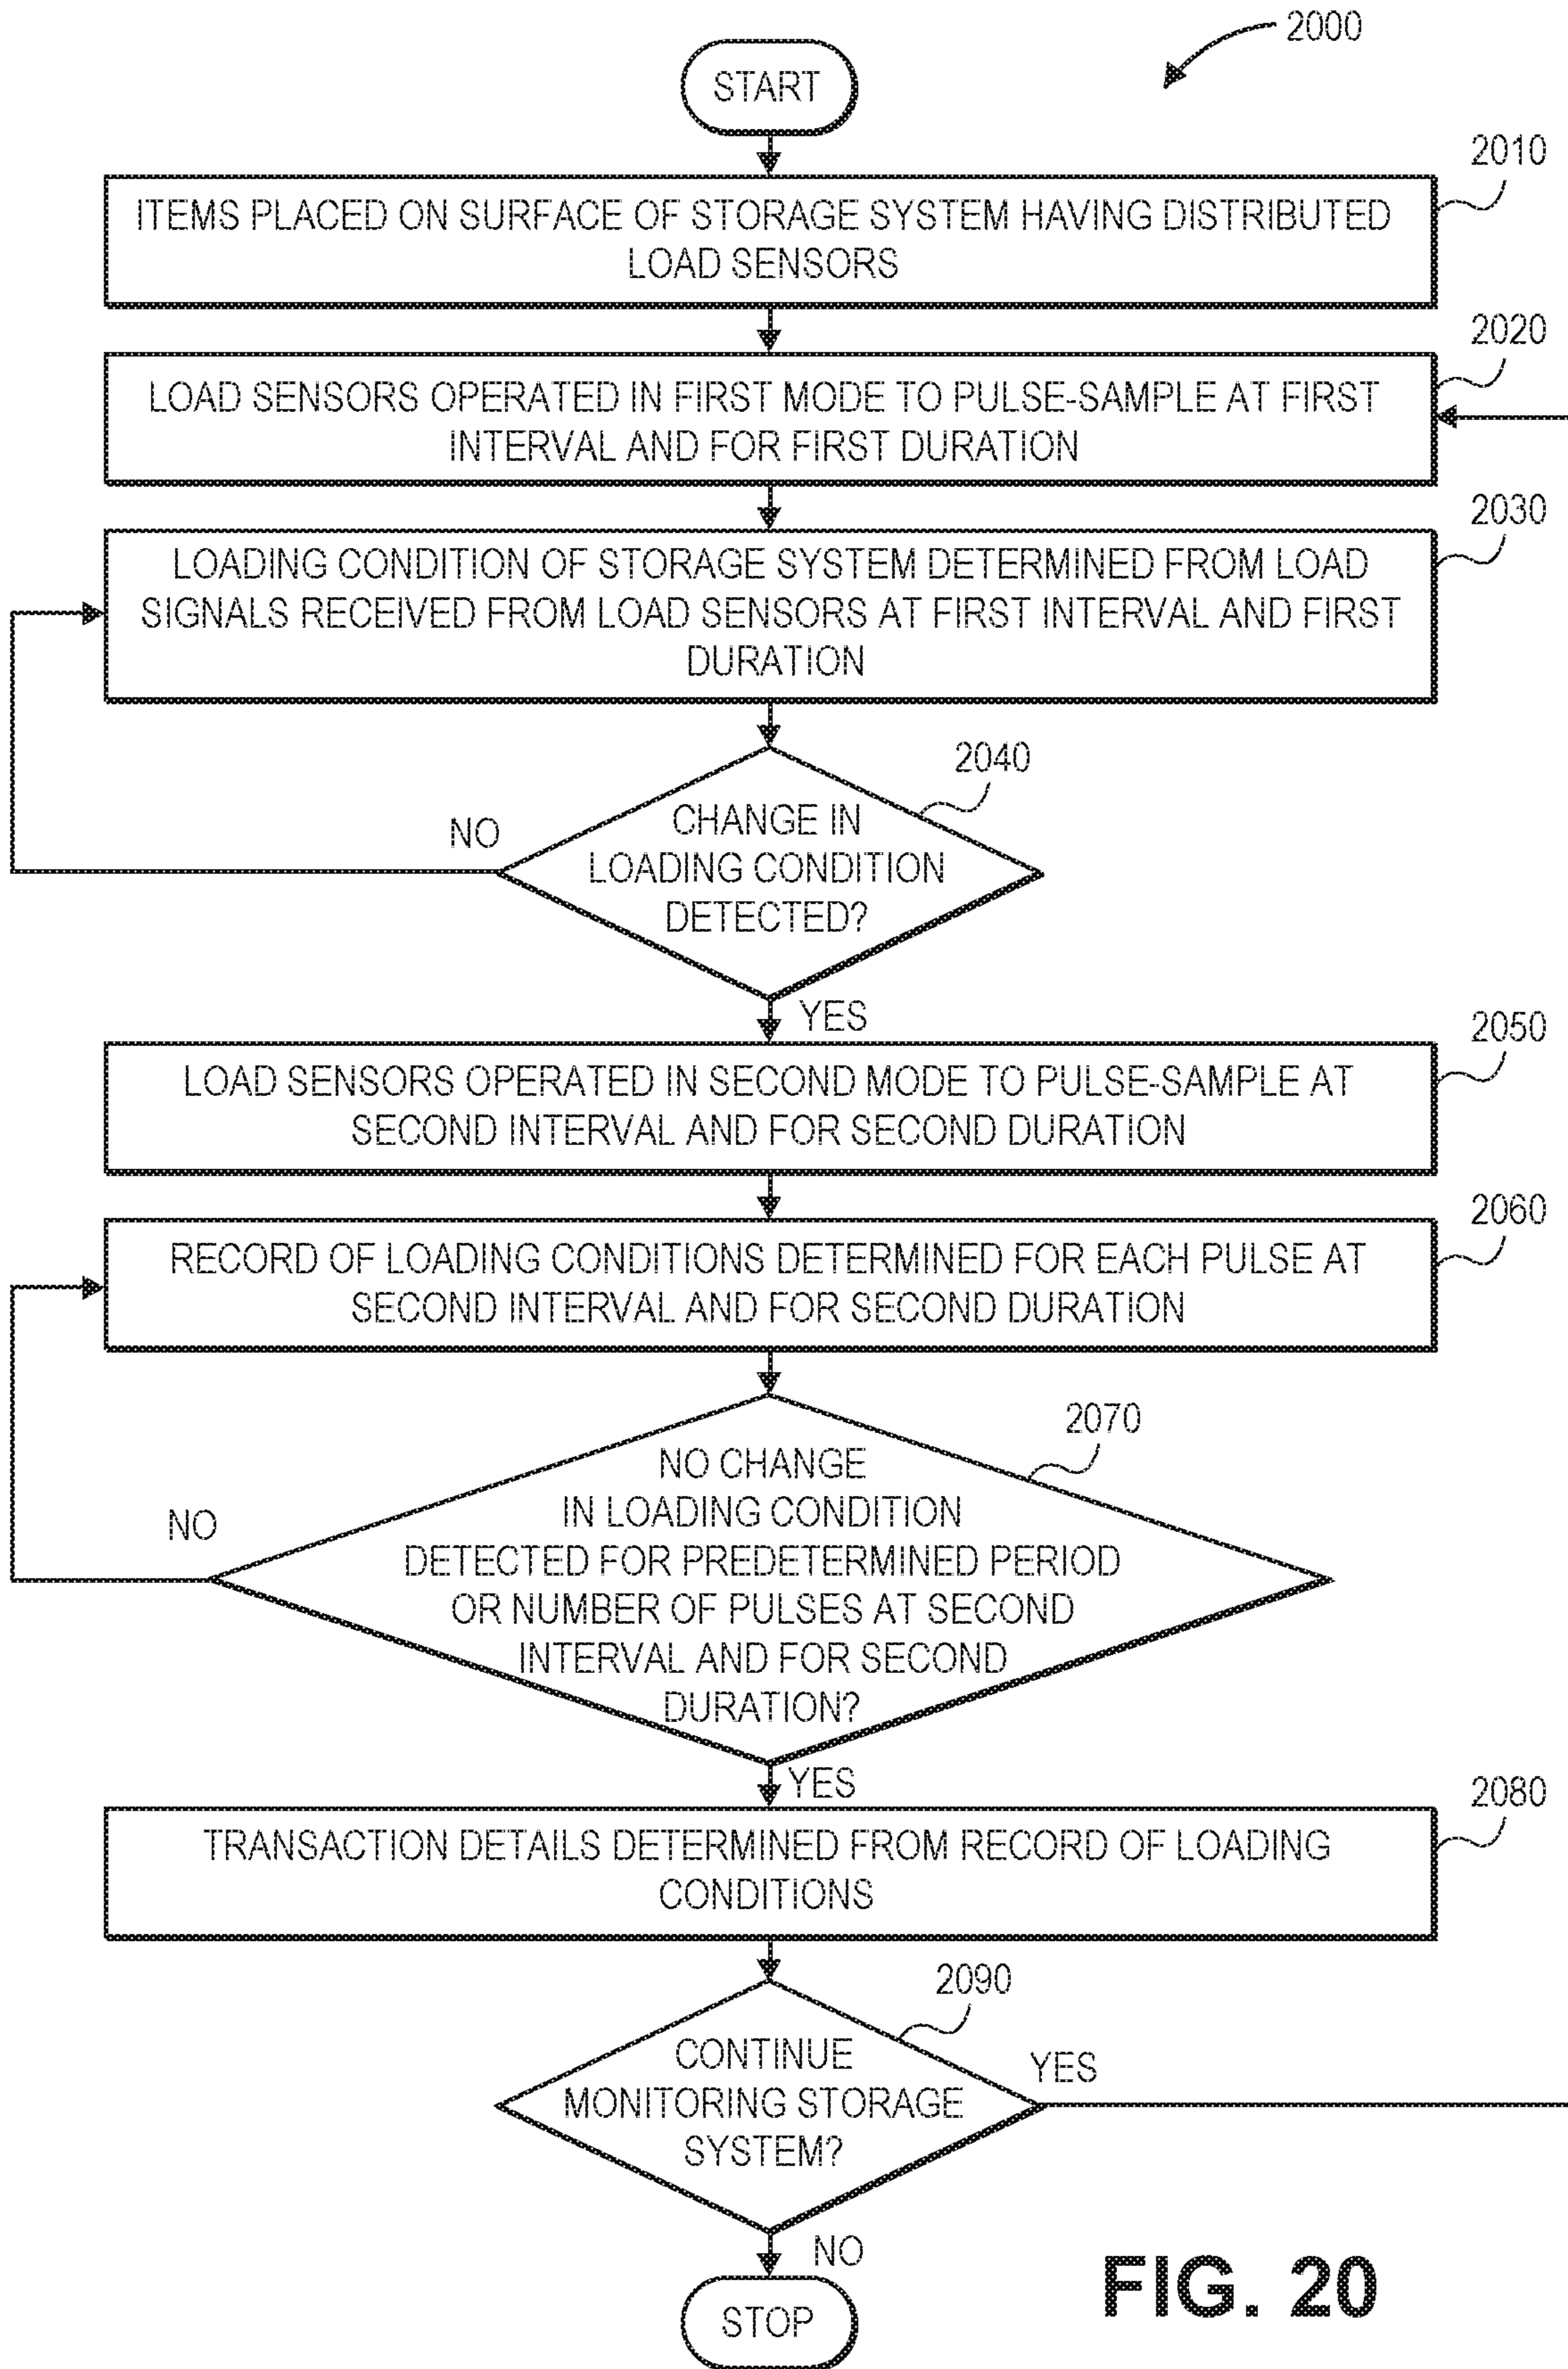 2000
START
2010
ITEMS PLACED ON SURFACE OF STORAGE SYSTEM HAVING DISTRIBUTED
LOAD SENSORS
2020
LOAD SENSORS OPERATED IN FIRST MODE TO PULSE-SAMPLE AT FIRST
INTERVAL AND FOR FIRST DURATION
2030
LOADING CONDITION OF STORAGE SYSTEM DETERMINED FROM LOAD
SIGNALS RECEIVED FROM LOAD SENSORS AT FIRST INTERVAL AND FIRST
DURATION
2040
NO
CHANGE IN
LOADING CONDITION
DETECTED?
YES
2050
LOAD SENSORS OPERATED IN SECOND MODE TO PULSE-SAMPLE AT
SECOND INTERVAL AND FOR SECOND DURATION
2060
RECORD OF LOADING CONDITIONS DETERMINED FOR EACH PULSE AT
SECOND INTERVAL AND FOR SECOND DURATION
2070
NO
NO CHANGE
IN LOADING CONDITION
DETECTED FOR PREDETERMINED PERIOD
OR NUMBER OF PULSES AT SECOND
INTERVAL AND FOR SECOND
DURATION?
YES
2080
TRANSACTION DETAILS DETERMINED FROM RECORD OF LOADING
CONDITIONS
2090
CONTINUE
MONITORING STORAGE
SYSTEM?
YES
NO
STOP
FIG. 20